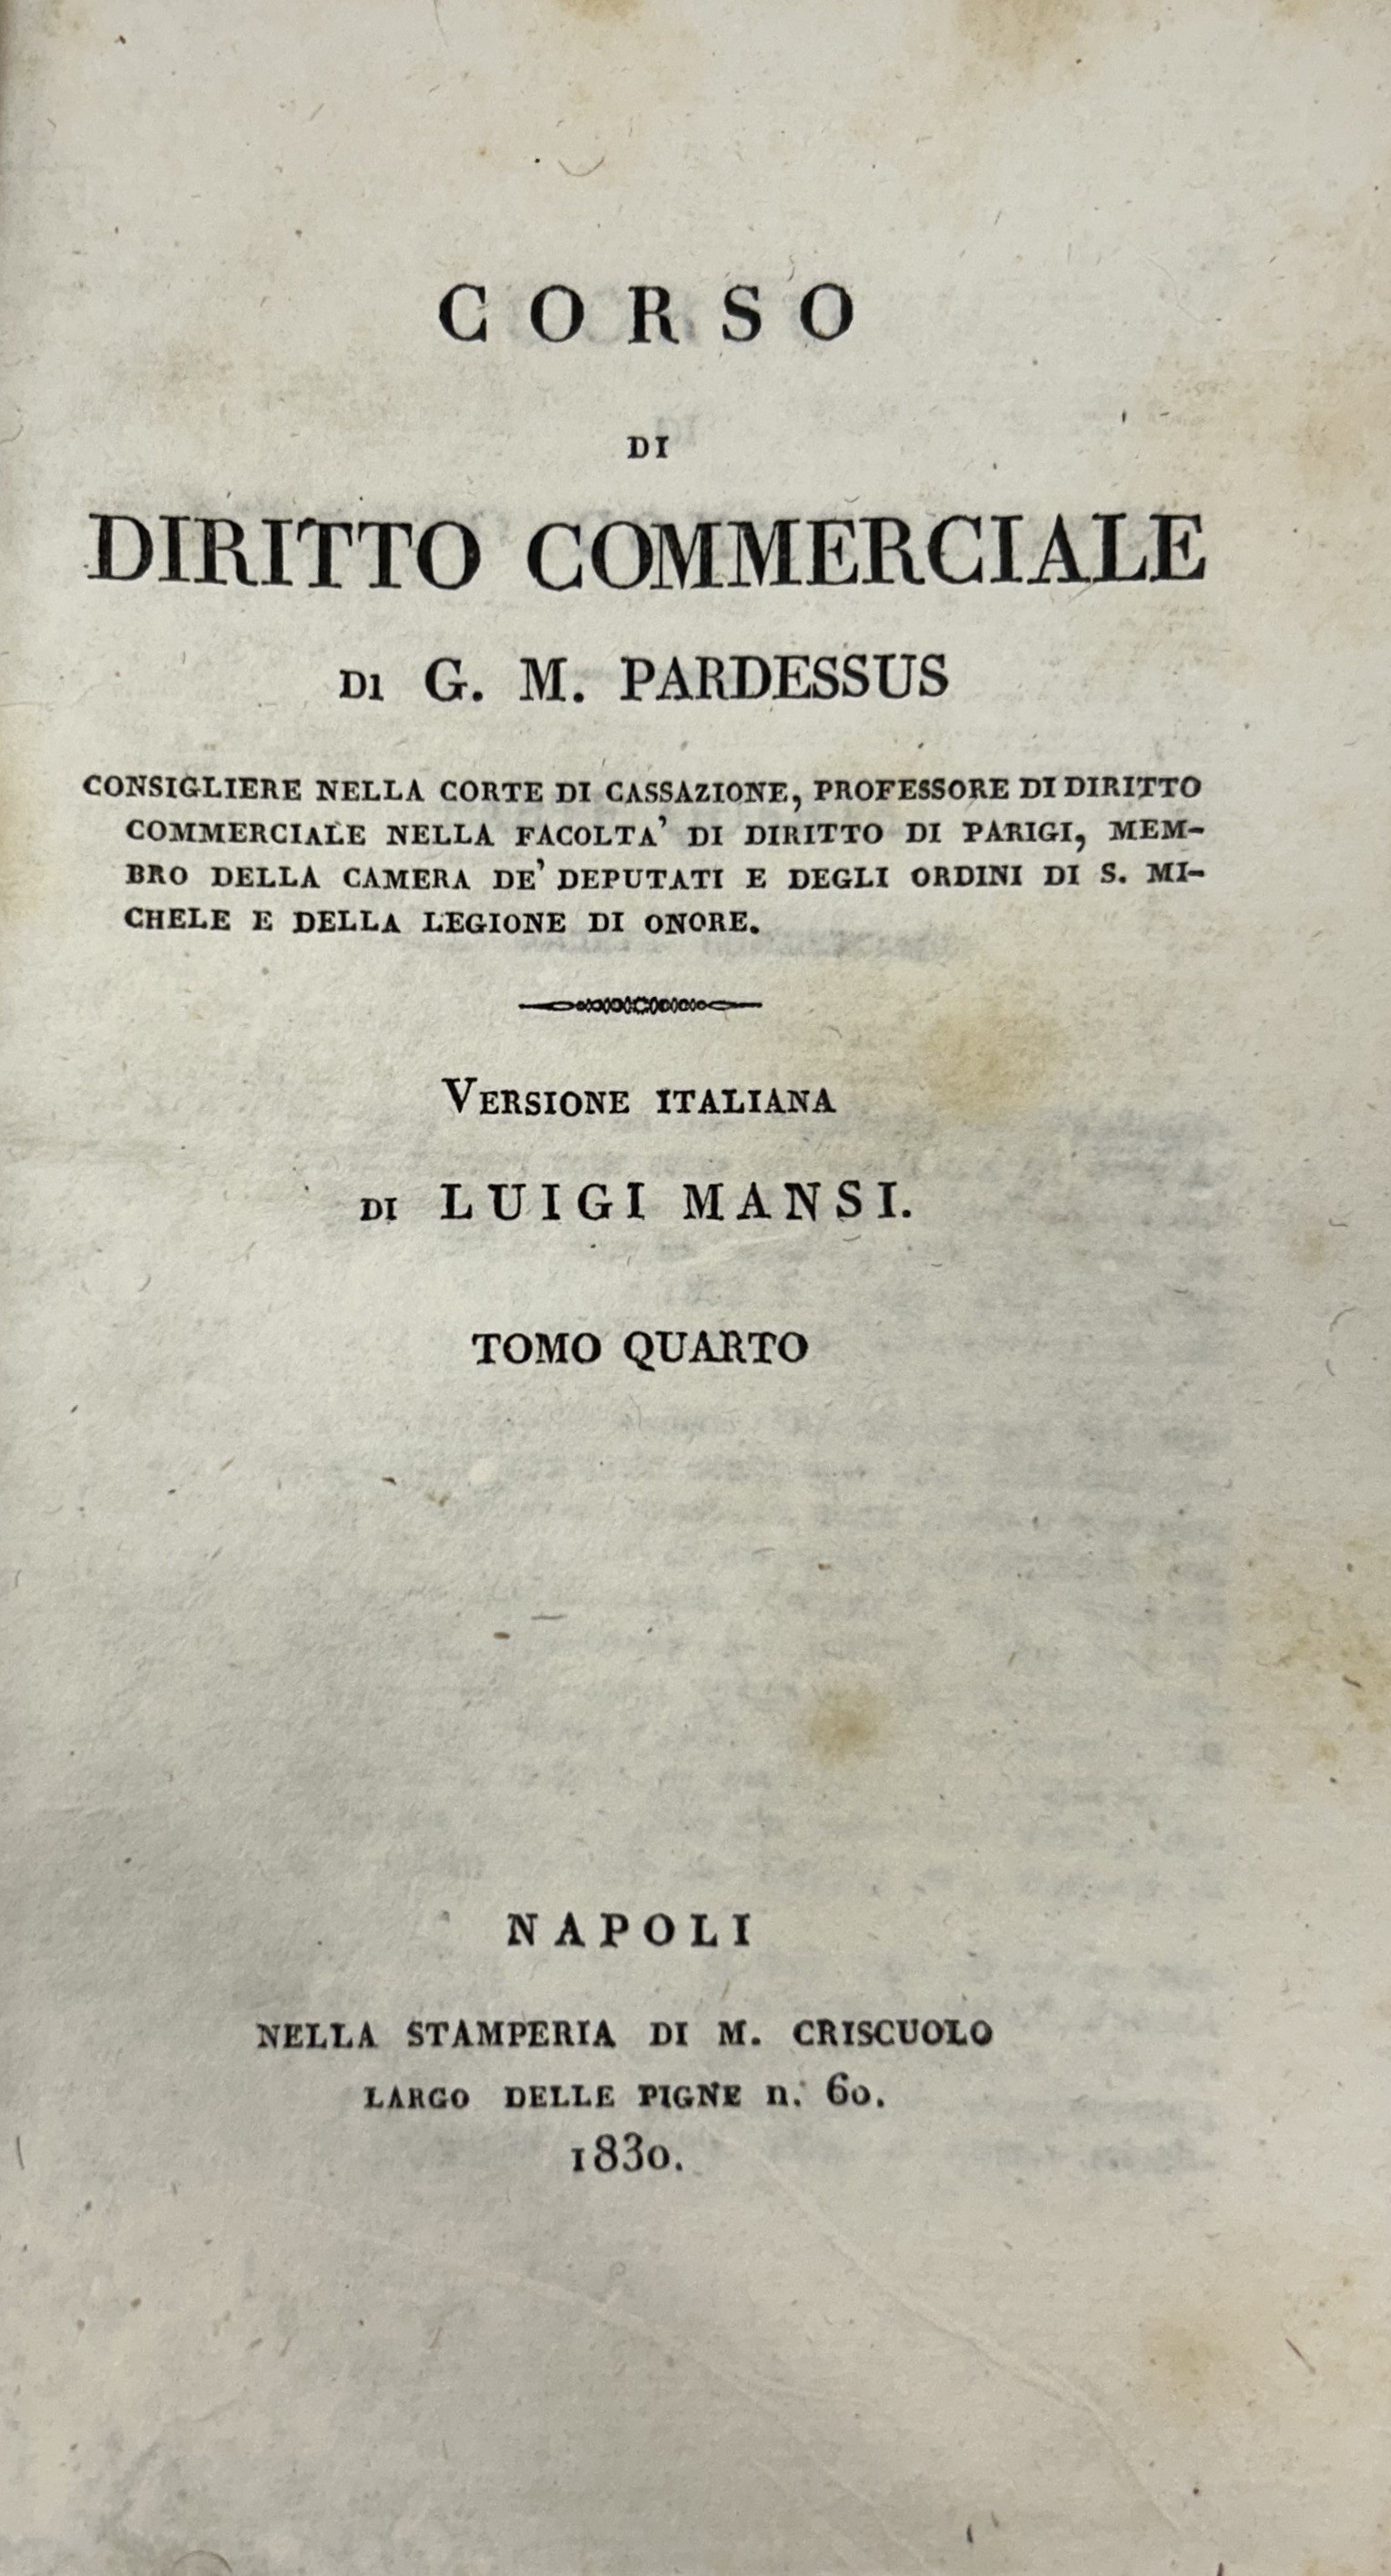 CORSO
DI
DIRITTO COMMERCIALE
DI G. M. PARDESSUS
CONSIGLIERE NELLA CORTE DI CASSAZIONE, PROFESSORE DI DIRITTO
COMMERCIALE NELLA FACOLTA' DI DIRITTO DI PARIGI, MEM-
BRO DELLA CAMERA DE' DEPUTATI E DEGLI ORDINI DI S. MI-
CHELE E DELLA LEGIONE DI ONORE.
VERSIONE ITALIANA
DI LUIGI MANSI.
TOMO QUARTO
NAPOLI
NELLA STAMPERIA DI M. CRISCUOLO
LARGO DELLE PIGNE n. 60.
1830.